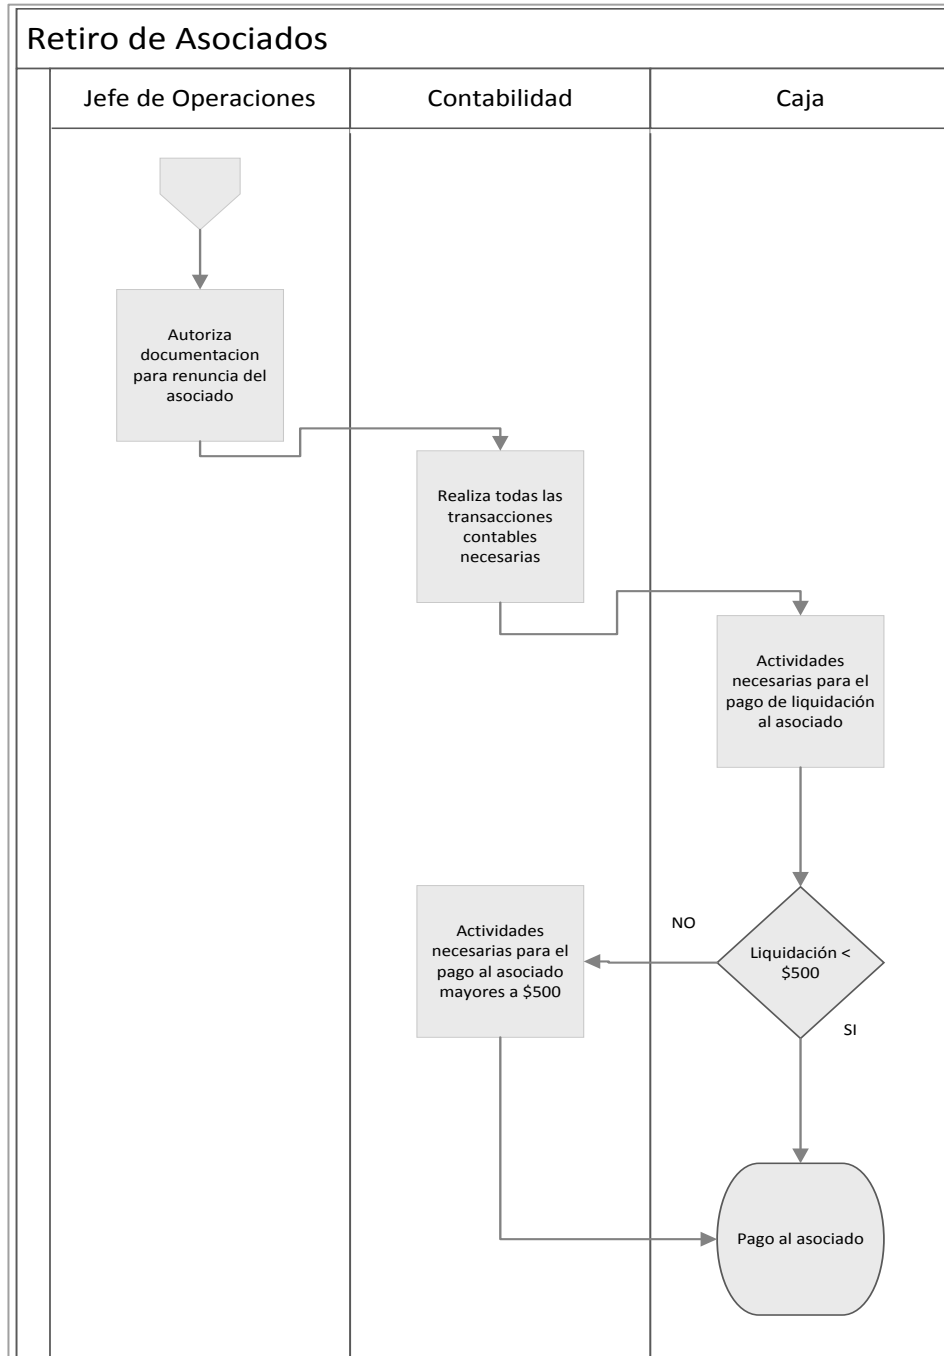 Retiro de Asociados
Jefe de Operaciones
Contabilidad
Caja
Autoriza
documentacion
para renuncia del
asociado
Realiza todas las
transacciones
contables
necesarias
Actividades
necesarias para el
pago de liquidación
al asociado
Liquidación <
$500
NO
SI
Actividades
necesarias para el
pago al asociado
mayores a $500
Pago al asociado